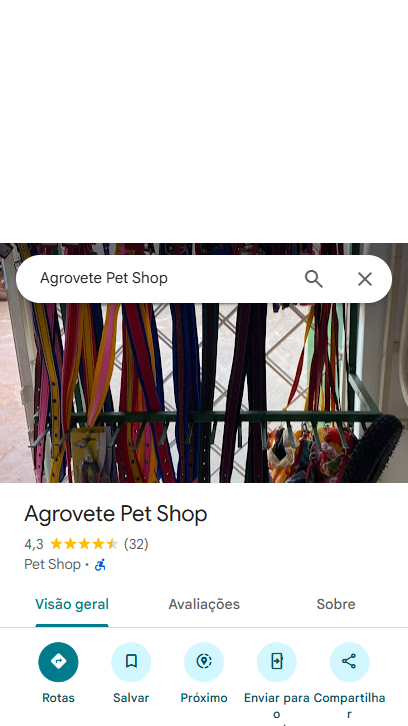 Agrovete Pet Shop
Agrovete Pet Shop
4,3 (32)
Pet Shop ·
Visão geral Avaliações Sobre
Rotas Salvar Próximo Enviar para Compartilha
o r